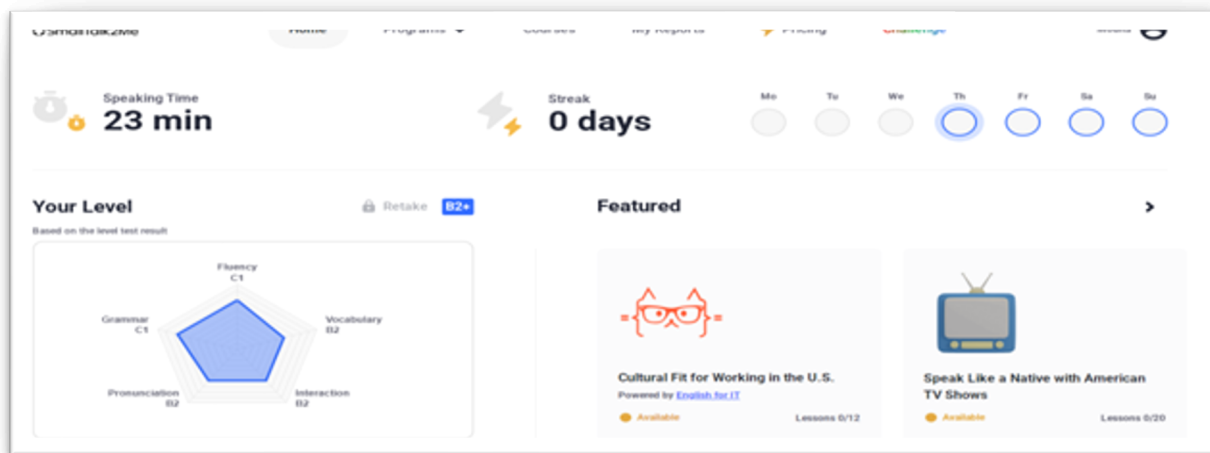 SmallTalk2Me
Home Programs Courses My Reports Pricing Challenge
Speaking Time
23 min
Streak
0 days
Mo Tu We Th Fr Sa Su
Your Level
Retake B2+
Based on the level test result
Fluency
C1
Grammar
C1
Vocabulary
B2
Pronunciation
B2
Interaction
B2
Featured
Cultural Fit for Working in the U.S.
Powered by English for IT
Available Lessons 0/12
Speak Like a Native with American
TV Shows
Available Lessons 0/20